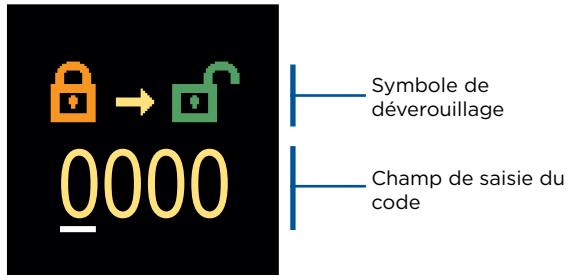 Symbole de
déverouillage
0000
Champ de saisie du
code